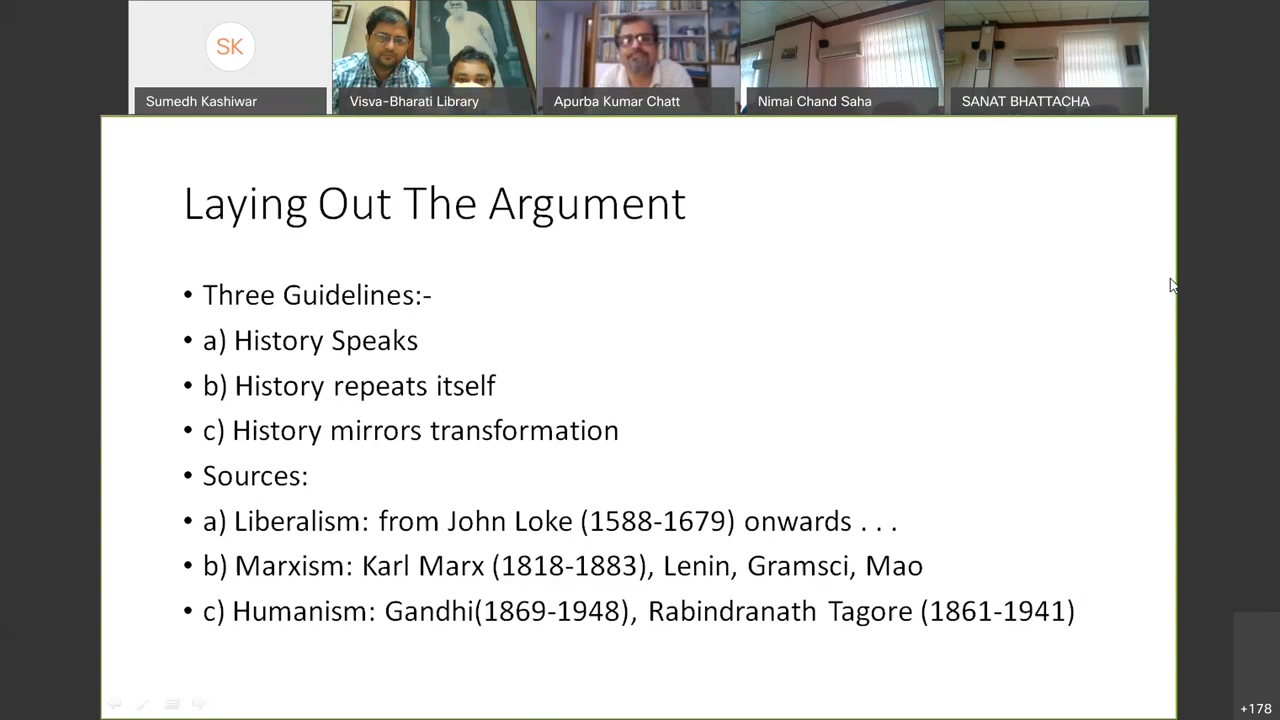 SK
Sumedh Kashiwar
Visva-Bharati Library
Apurba Kumar Chatt
Nimai Chand Saha
SANAT BHATTACHA
Laying Out The Argument
• Three Guidelines:-
• a) History Speaks
• b) History repeats itself
• c) History mirrors transformation
• Sources:
• a) Liberalism: from John Loke (1588-1679) onwards . . .
• b) Marxism: Karl Marx (1818-1883), Lenin, Gramsci, Mao
• c) Humanism: Gandhi(1869-1948), Rabindranath Tagore (1861-1941)
+178